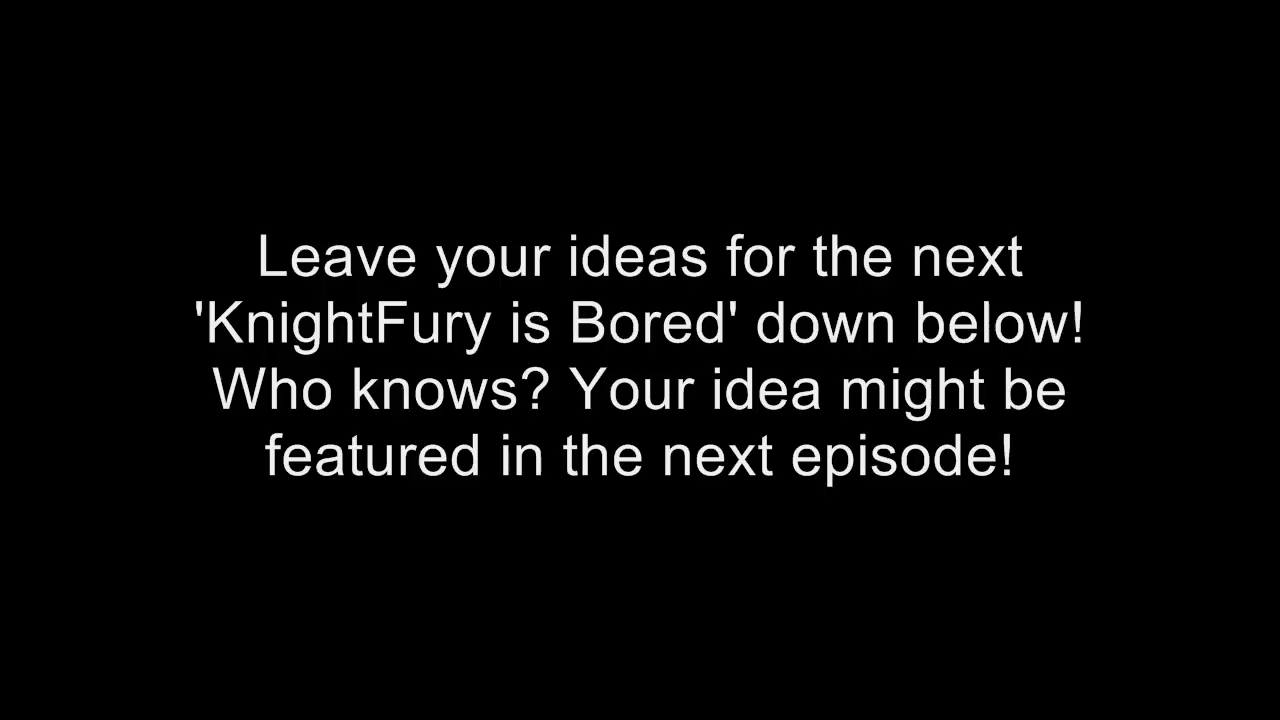 Leave your ideas for the next
'KnightFury is Bored' down below!
Who knows? Your idea might be
featured in the next episode!